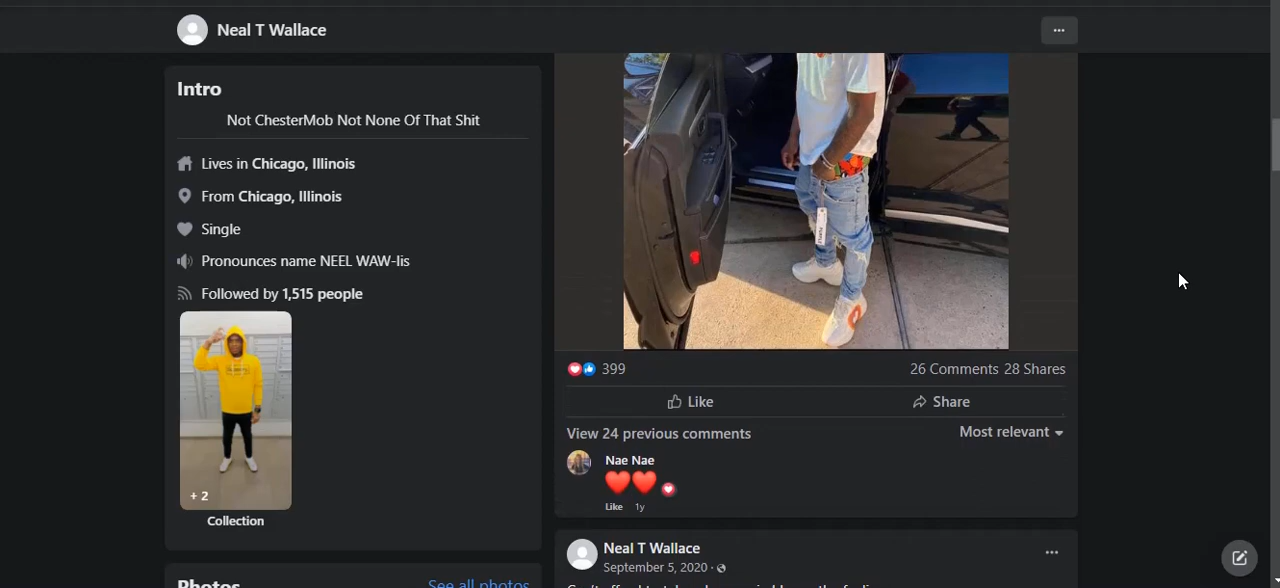 Neal T Wallace
Intro
Not ChesterMob Not None Of That Shit
Lives in Chicago, Illinois
From Chicago, Illinois
Single
Pronounces name NEEL WAW-lis
Followed by 1,515 people
+ 2
Collection
Photos
See all photos
399
26 Comments 28 Shares
Like
Share
View 24 previous comments
Most relevant
Nae Nae
Like 1y
Neal T Wallace
September 5, 2020